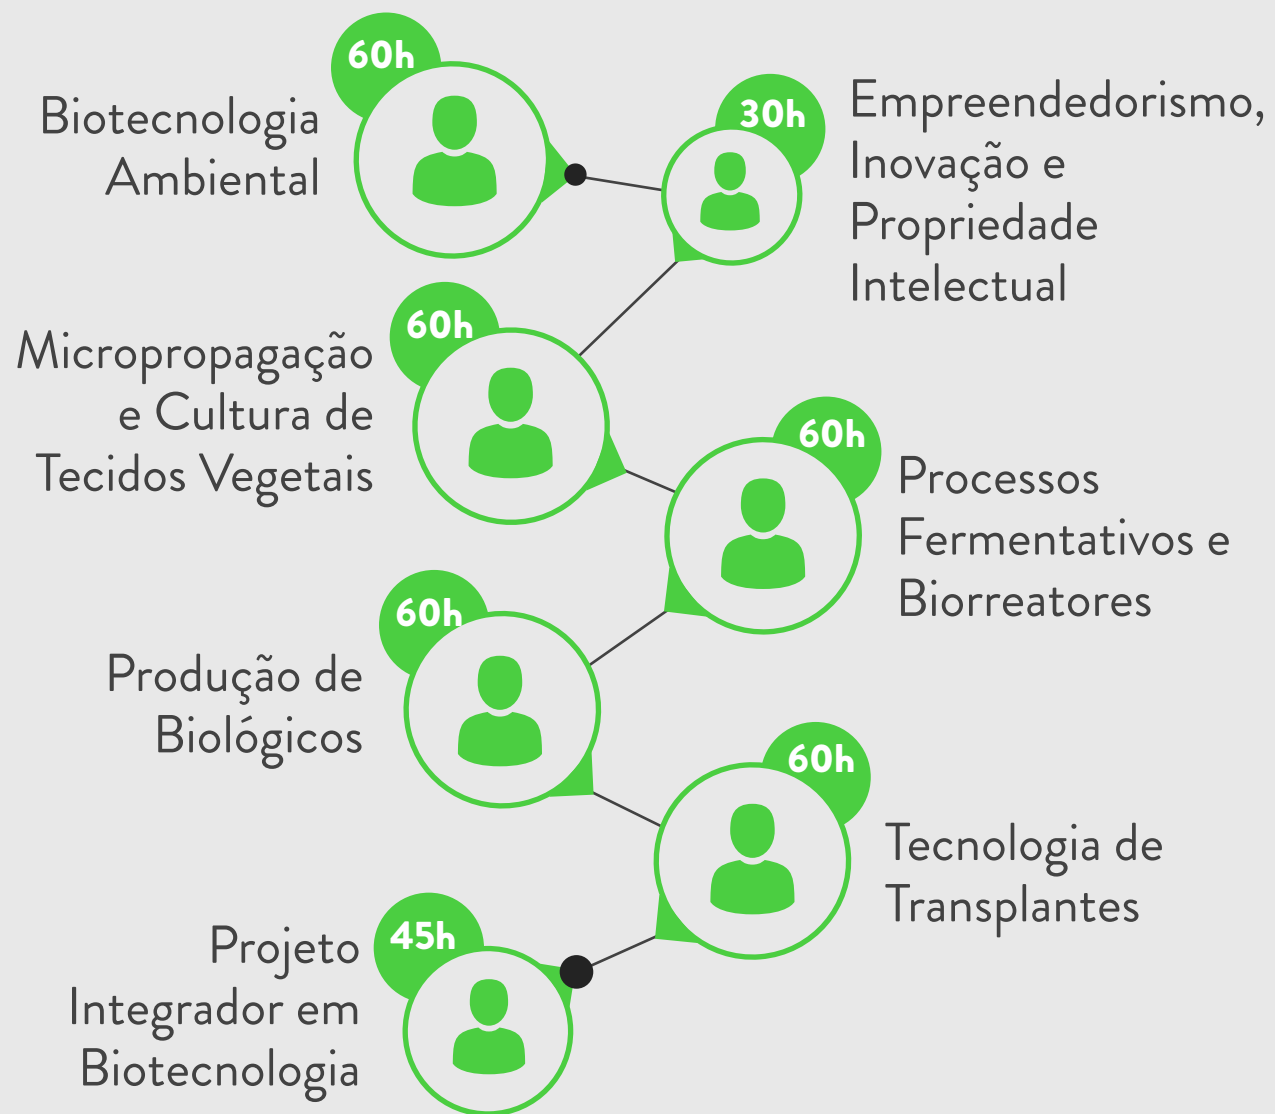 60h
Biotecnologia
Ambiental
30h
Empreendedorismo,
Inovação e
Propriedade
Intelectual
60h
Micropropagação
e Cultura de
Tecidos Vegetais
60h
Processos
Fermentativos e
Biorreatores
60h
Produção de
Biológicos
60h
Tecnologia de
Transplantes
45h
Projeto
Integrador em
Biotecnologia